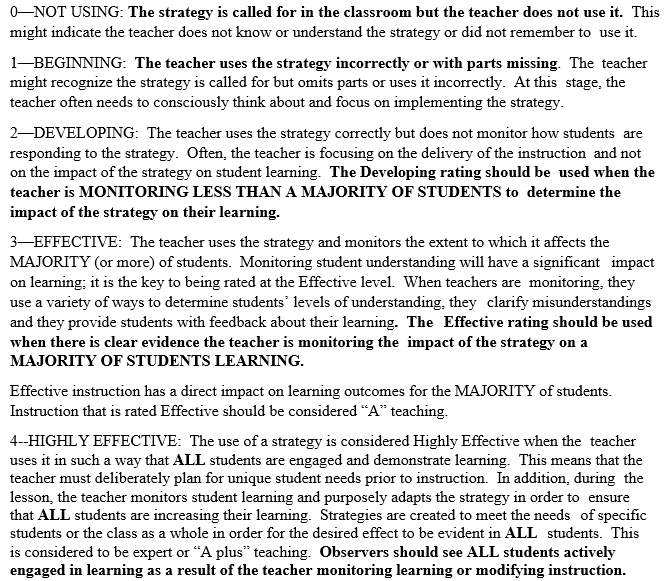 0—NOT USING: The strategy is called for in the classroom but the teacher does not use it. This
might indicate the teacher does not know or understand the strategy or did not remember to use it.
1—BEGINNING: The teacher uses the strategy incorrectly or with parts missing. The teacher
might recognize the strategy is called for but omits parts or uses it incorrectly. At this stage, the
teacher often needs to consciously think about and focus on implementing the strategy.
2—DEVELOPING: The teacher uses the strategy correctly but does not monitor how students are
responding to the strategy. Often, the teacher is focusing on the delivery of the instruction and not
on the impact of the strategy on student learning. The Developing rating should be used when the
teacher is MONITORING LESS THAN A MAJORITY OF STUDENTS to determine the
impact of the strategy on their learning.
3—EFFECTIVE: The teacher uses the strategy and monitors the extent to which it affects the
MAJORITY (or more) of students. Monitoring student understanding will have a significant impact
on learning; it is the key to being rated at the Effective level. When teachers are monitoring, they
use a variety of ways to determine students' levels of understanding, they clarify misunderstandings
and they provide students with feedback about their learning. The Effective rating should be used
when there is clear evidence the teacher is monitoring the impact of the strategy on a
MAJORITY OF STUDENTS LEARNING.
Effective instruction has a direct impact on learning outcomes for the MAJORITY of students.
Instruction that is rated Effective should be considered “A” teaching.
4--HIGHLY EFFECTIVE: The use of a strategy is considered Highly Effective when the teacher
uses it in such a way that ALL students are engaged and demonstrate learning. This means that the
teacher must deliberately plan for unique student needs prior to instruction. In addition, during the
lesson, the teacher monitors student learning and purposely adapts the strategy in order to ensure
that ALL students are increasing their learning. Strategies are created to meet the needs of specific
students or the class as a whole in order for the desired effect to be evident in ALL students. This
is considered to be expert or “A plus” teaching. Observers should see ALL students actively
engaged in learning as a result of the teacher monitoring learning or modifying instruction.